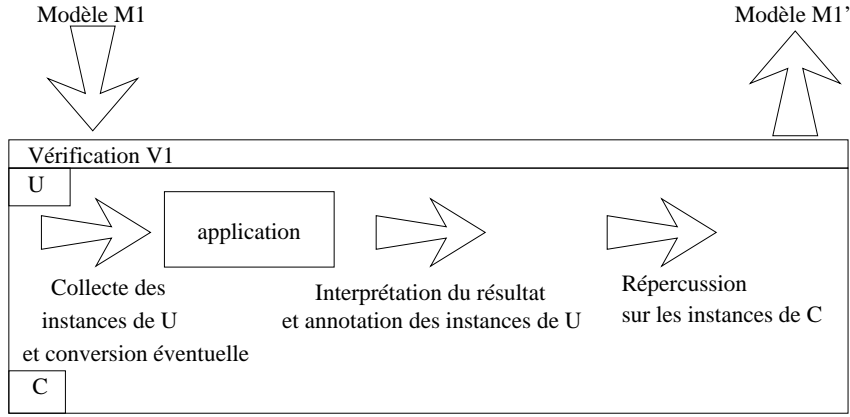 Modèle M1
Modèle M1’
Vérification V1
U
application
Collecte des
instances de U
et conversion éventuelle
Interprétation du résultat
et annotation des instances de U
Répercussion
sur les instances de C
C